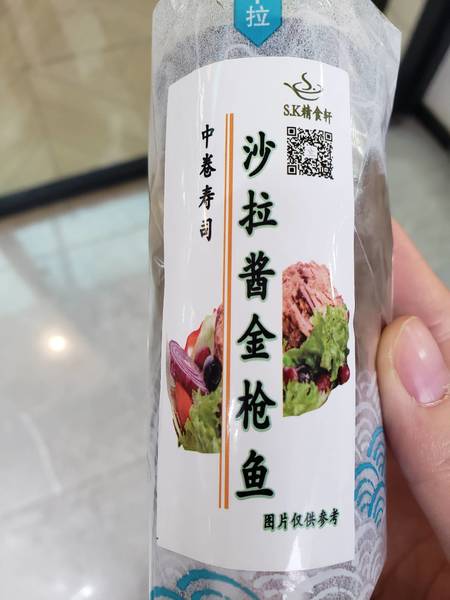 拉
S.K精食轩
中卷寿司
沙拉酱金枪鱼
图片仅供参考